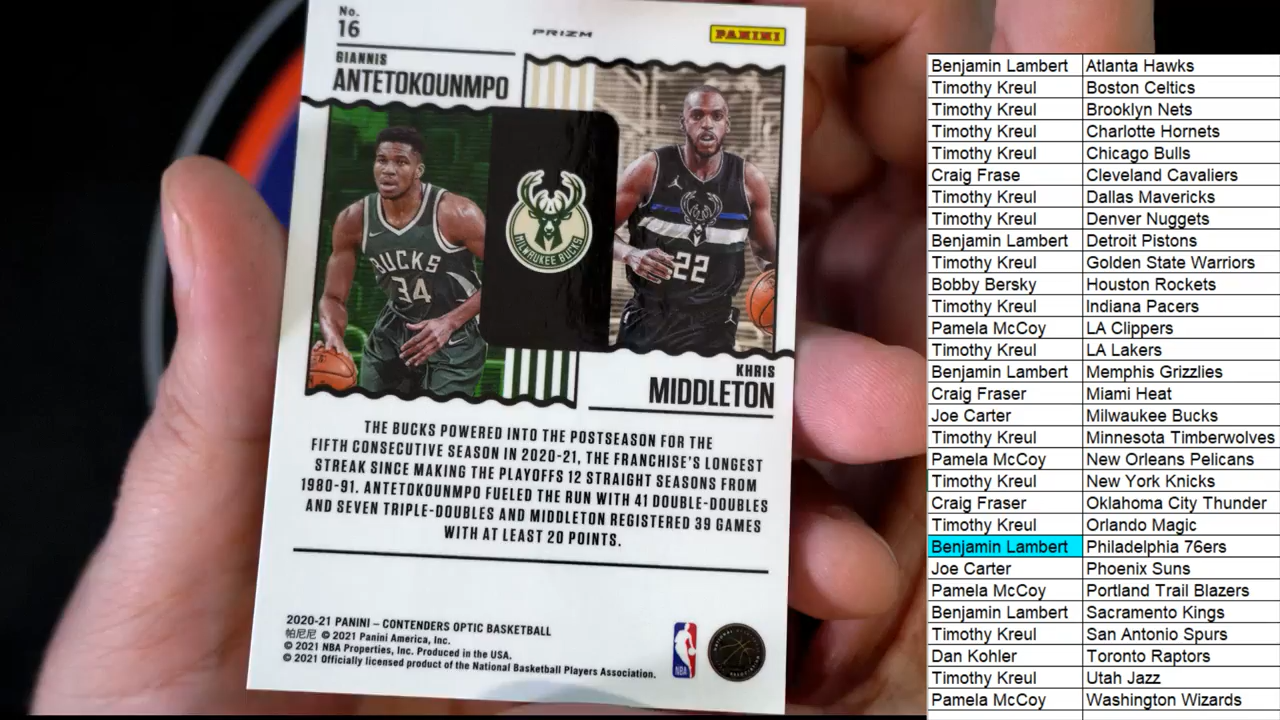 No.
16
PRIZM
PANINI
GIANNIS
ANTETOKOUNMPO
BUCKS
34
MILWAUKEE BUCKS
22
KHRIS
MIDDLETON
THE BUCKS POWERED INTO THE POSTSEASON FOR THE
FIFTH CONSECUTIVE SEASON IN 2020-21, THE FRANCHISE'S LONGEST
STREAK SINCE MAKING THE PLAYOFFS 12 STRAIGHT SEASONS FROM
1980-91. ANTETOKOUNMPO FUELED THE RUN WITH 41 DOUBLE-DOUBLES
AND SEVEN TRIPLE-DOUBLES AND MIDDLETON REGISTERED 39 GAMES
WITH AT LEAST 20 POINTS.
2020-21 PANINI – CONTENDERS OPTIC BASKETBALL
帕尼尼 © 2021 Panini America, Inc.
© 2021 NBA Properties, Inc. Produced in the USA.
© 2021 Officially licensed product of the National Basketball Players Association.
NBA
Benjamin Lambert Atlanta Hawks
Timothy Kreul Boston Celtics
Timothy Kreul Brooklyn Nets
Timothy Kreul Charlotte Hornets
Timothy Kreul Chicago Bulls
Craig Frase Cleveland Cavaliers
Timothy Kreul Dallas Mavericks
Timothy Kreul Denver Nuggets
Benjamin Lambert Detroit Pistons
Timothy Kreul Golden State Warriors
Bobby Bersky Houston Rockets
Timothy Kreul Indiana Pacers
Pamela McCoy LA Clippers
Timothy Kreul LA Lakers
Benjamin Lambert Memphis Grizzlies
Craig Fraser Miami Heat
Joe Carter Milwaukee Bucks
Timothy Kreul Minnesota Timberwolves
Pamela McCoy New Orleans Pelicans
Timothy Kreul New York Knicks
Craig Fraser Oklahoma City Thunder
Timothy Kreul Orlando Magic
Benjamin Lambert Philadelphia 76ers
Joe Carter Phoenix Suns
Pamela McCoy Portland Trail Blazers
Benjamin Lambert Sacramento Kings
Timothy Kreul San Antonio Spurs
Dan Kohler Toronto Raptors
Timothy Kreul Utah Jazz
Pamela McCoy Washington Wizards